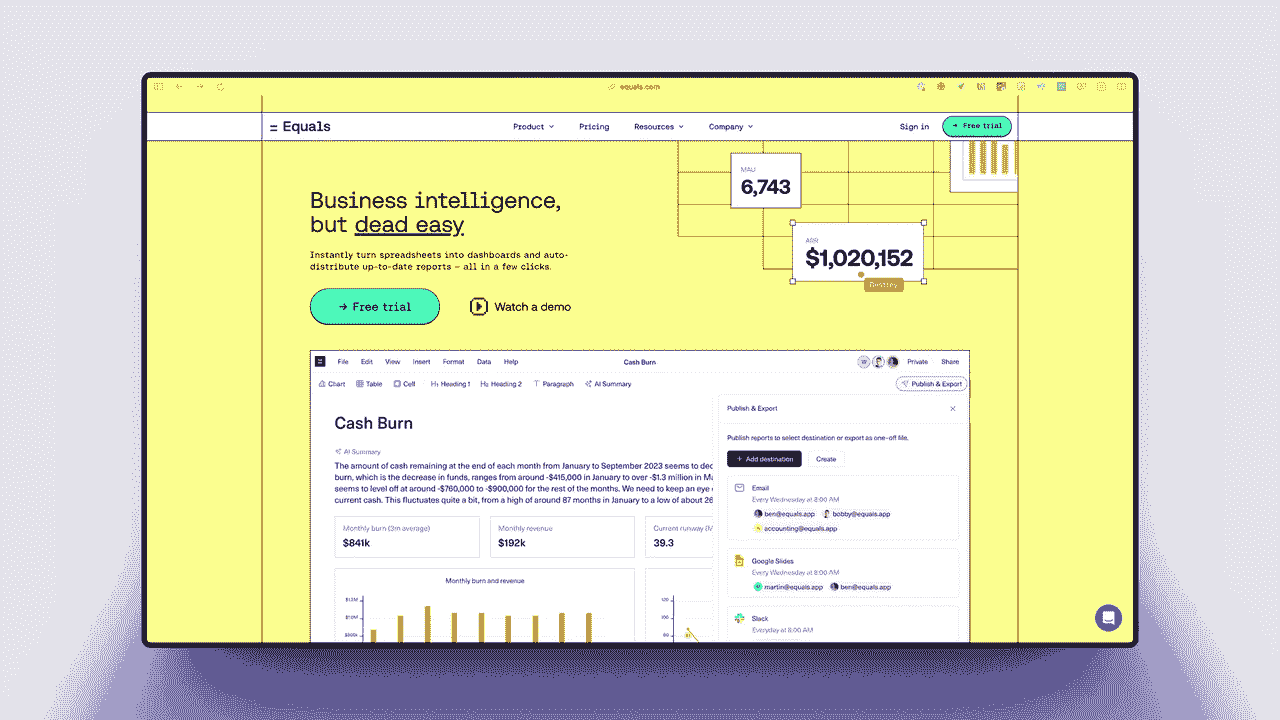 equals.com
Equals
Product
Pricing
Resources
Company
Sign in
→ Free trial
Business intelligence,
but dead easy
Instantly turn spreadsheets into dashboards and auto-
distribute up-to-date reports – all in a few clicks.
→ Free trial
Watch a demo
MAU
6,743
ARR
$1,020,152
Destiny
File Edit View Insert Format Data Help
Cash Burn
W
Private
Share
Chart Table Cell H1 Heading 1 H2 Heading 2 T Paragraph AI Summary
Publish & Export
Cash Burn
AI Summary
The amount of cash remaining at the end of each month from January to September 2023 seems to dec
burn, which is the decrease in funds, ranges from around -$415,000 in January to over -$1.3 million in Ma
seems to level off at around -$760,000 to -$900,000 for the rest of the months. We need to keep an eye
current cash. This fluctuates quite a bit, from a high of around 87 months in January to a low of about 26
Monthly burn (3m average)
$841k
Monthly revenue
$192k
Current runway (M
39.3
Monthly burn and revenue
120
100
80
Publish & Export
Publish reports to select destination or export as one-off file.
+ Add destination
Create
Email
Every Wednesday at 8:00 AM
ben@equals.app
bobby@equals.app
accounting@equals.app
Google Slides
Every Wednesday at 8:00 AM
martin@equals.app
ben@equals.app
Slack
Everyday at 8:00 AM